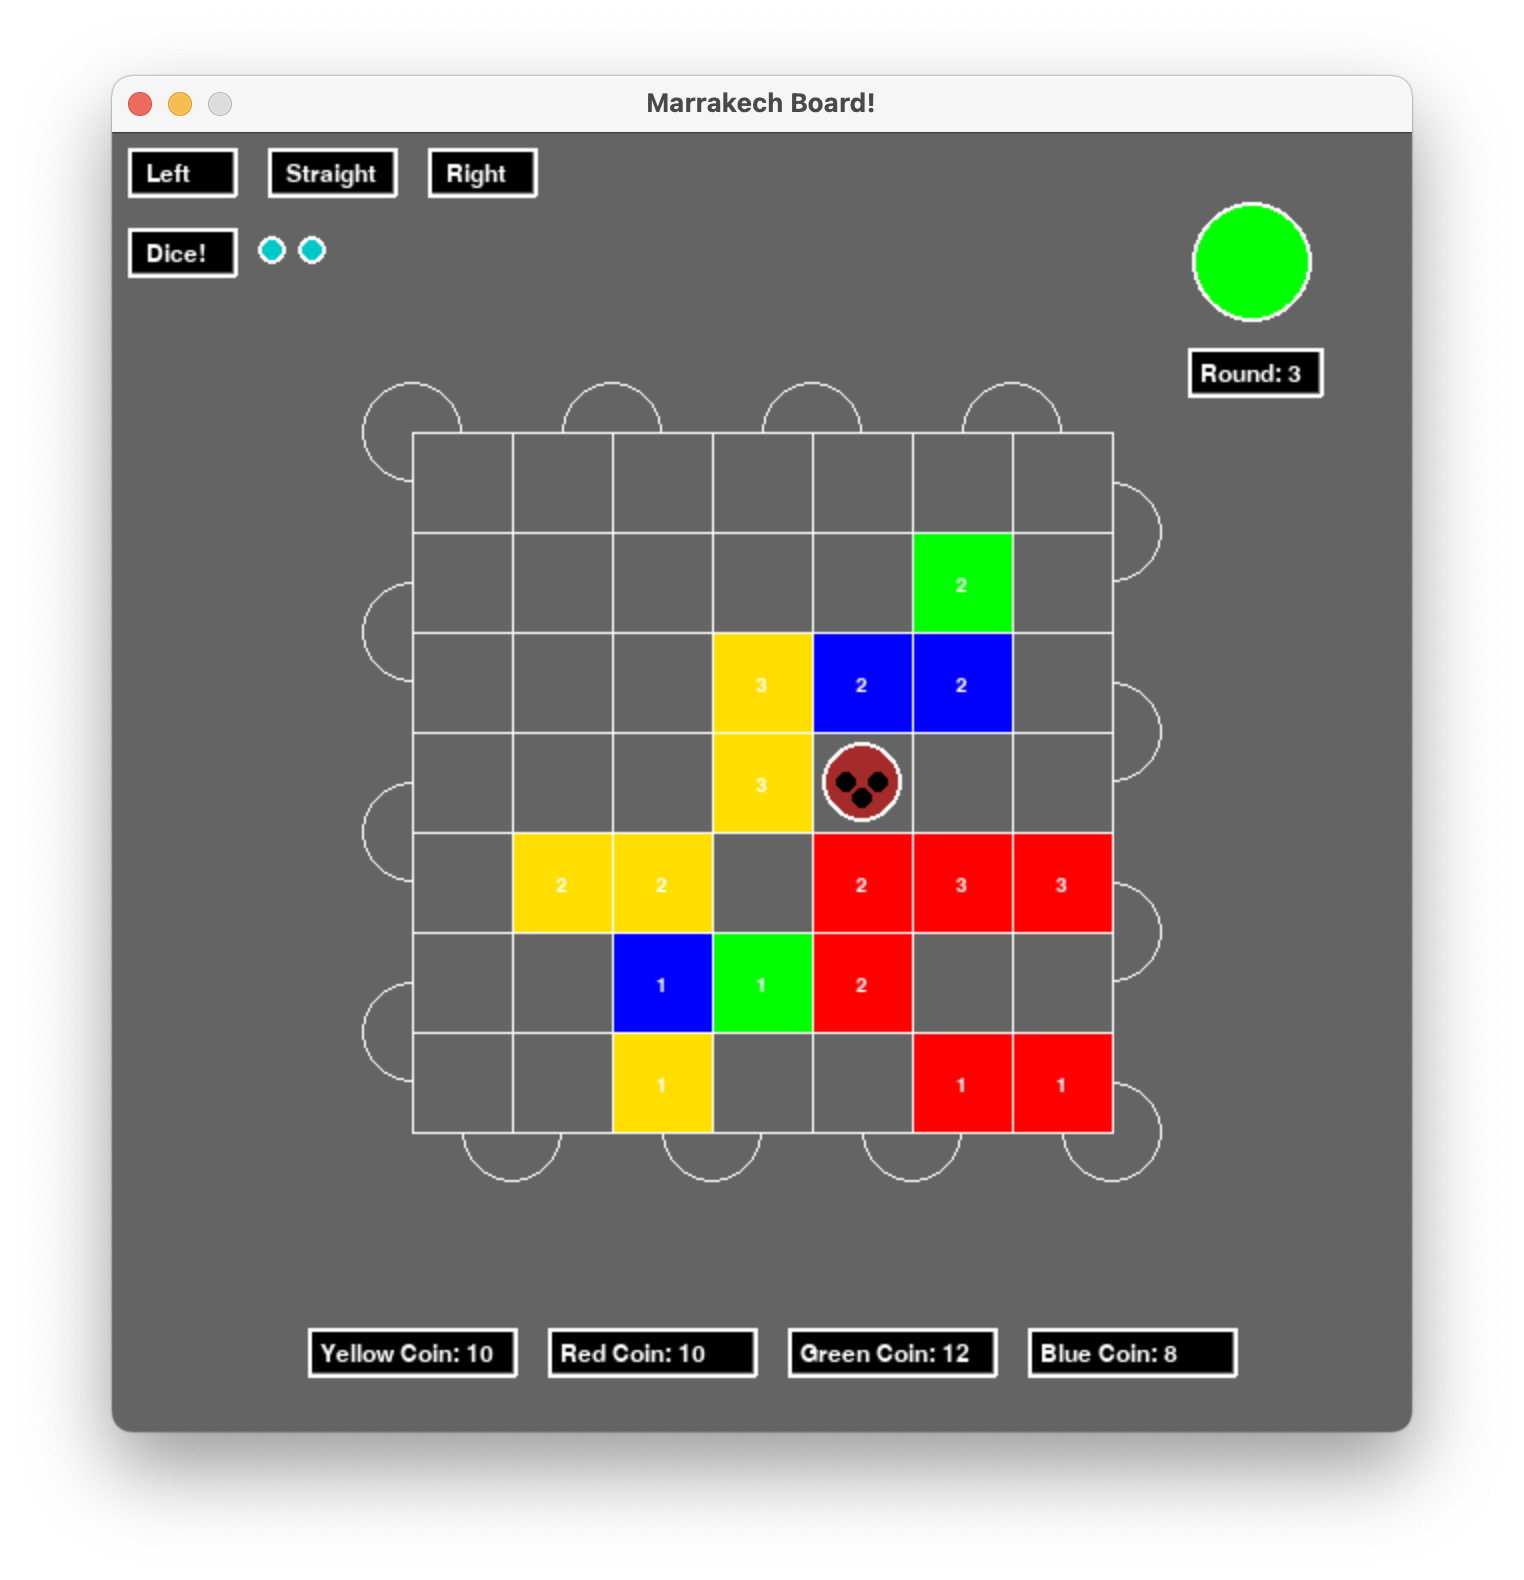 Marrakech Board!
Left Straight Right
Dice!
Round: 3
2
3 2 2
3
2 2 2 3 3
1 1 2
1 1 1
Yellow Coin: 10 Red Coin: 10 Green Coin: 12 Blue Coin: 8